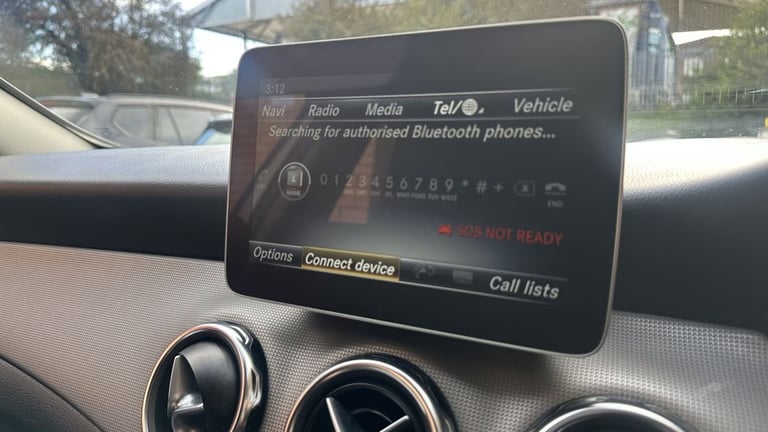 3:12
Navi Radio Media Tel/ Vehicle
Searching for authorised Bluetooth phones...
0 1 2 3 4 5 6 7 8 9 * # +
NAME
END
SOS NOT READY
Options Connect device Call lists